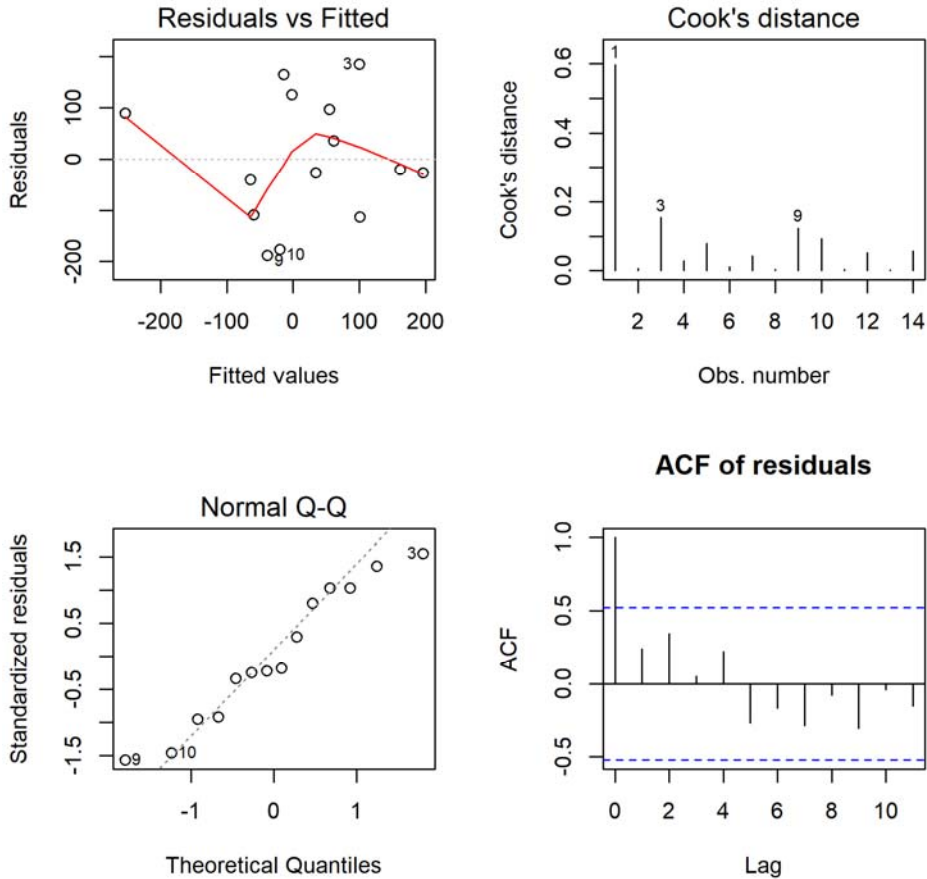 Residuals vs Fitted
Residuals
100
0
-200
3
9
10
-200 -100 0 100 200
Fitted values
Cook's distance
Cook's distance
0.6
0.4
0.2
0.0
1
3
9
2 4 6 8 10 12 14
Obs. number
Normal Q-Q
Standardized residuals
1.5
0.5
-0.5
-1.5
3
9
10
-1 0 1
Theoretical Quantiles
ACF of residuals
ACF
1.0
0.5
0.0
-0.5
0 2 4 6 8 10
Lag